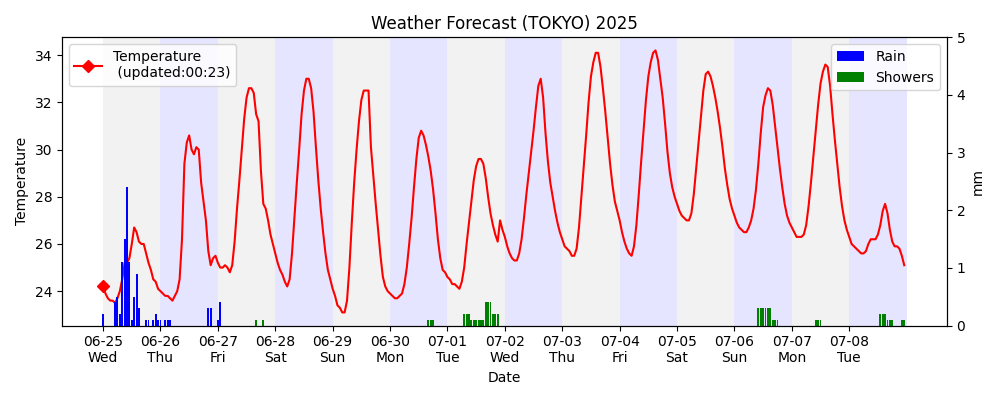 Weather Forecast (TOKYO) 2025
Temperature
(updated:00:23)
Rain
Showers
Temperature
34
32
30
28
26
24
5
4
3
2
1
0
mm
06-25 06-26 06-27 06-28 06-29 06-30 07-01 07-02 07-03 07-04 07-05 07-06 07-07 07-08
Wed Thu Fri Sat Sun Mon Tue Wed Thu Fri Sat Sun Mon Tue
Date